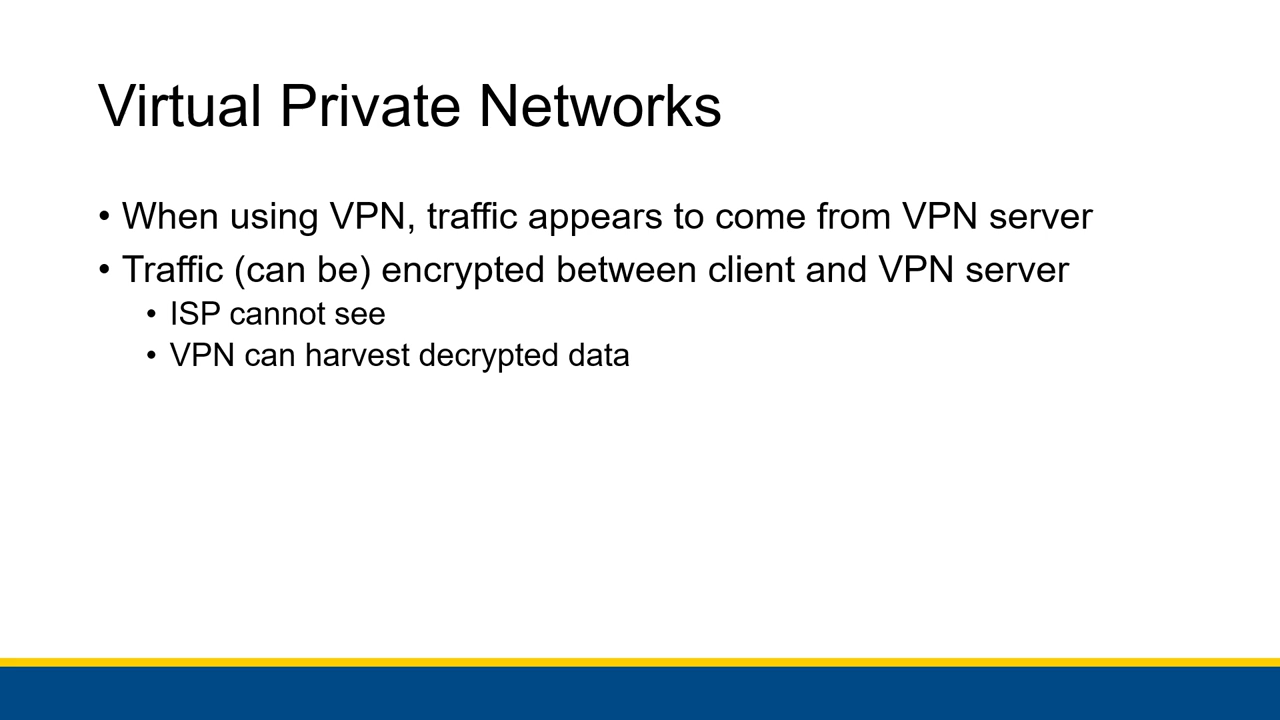 Virtual Private Networks
• When using VPN, traffic appears to come from VPN server
• Traffic (can be) encrypted between client and VPN server
• ISP cannot see
• VPN can harvest decrypted data